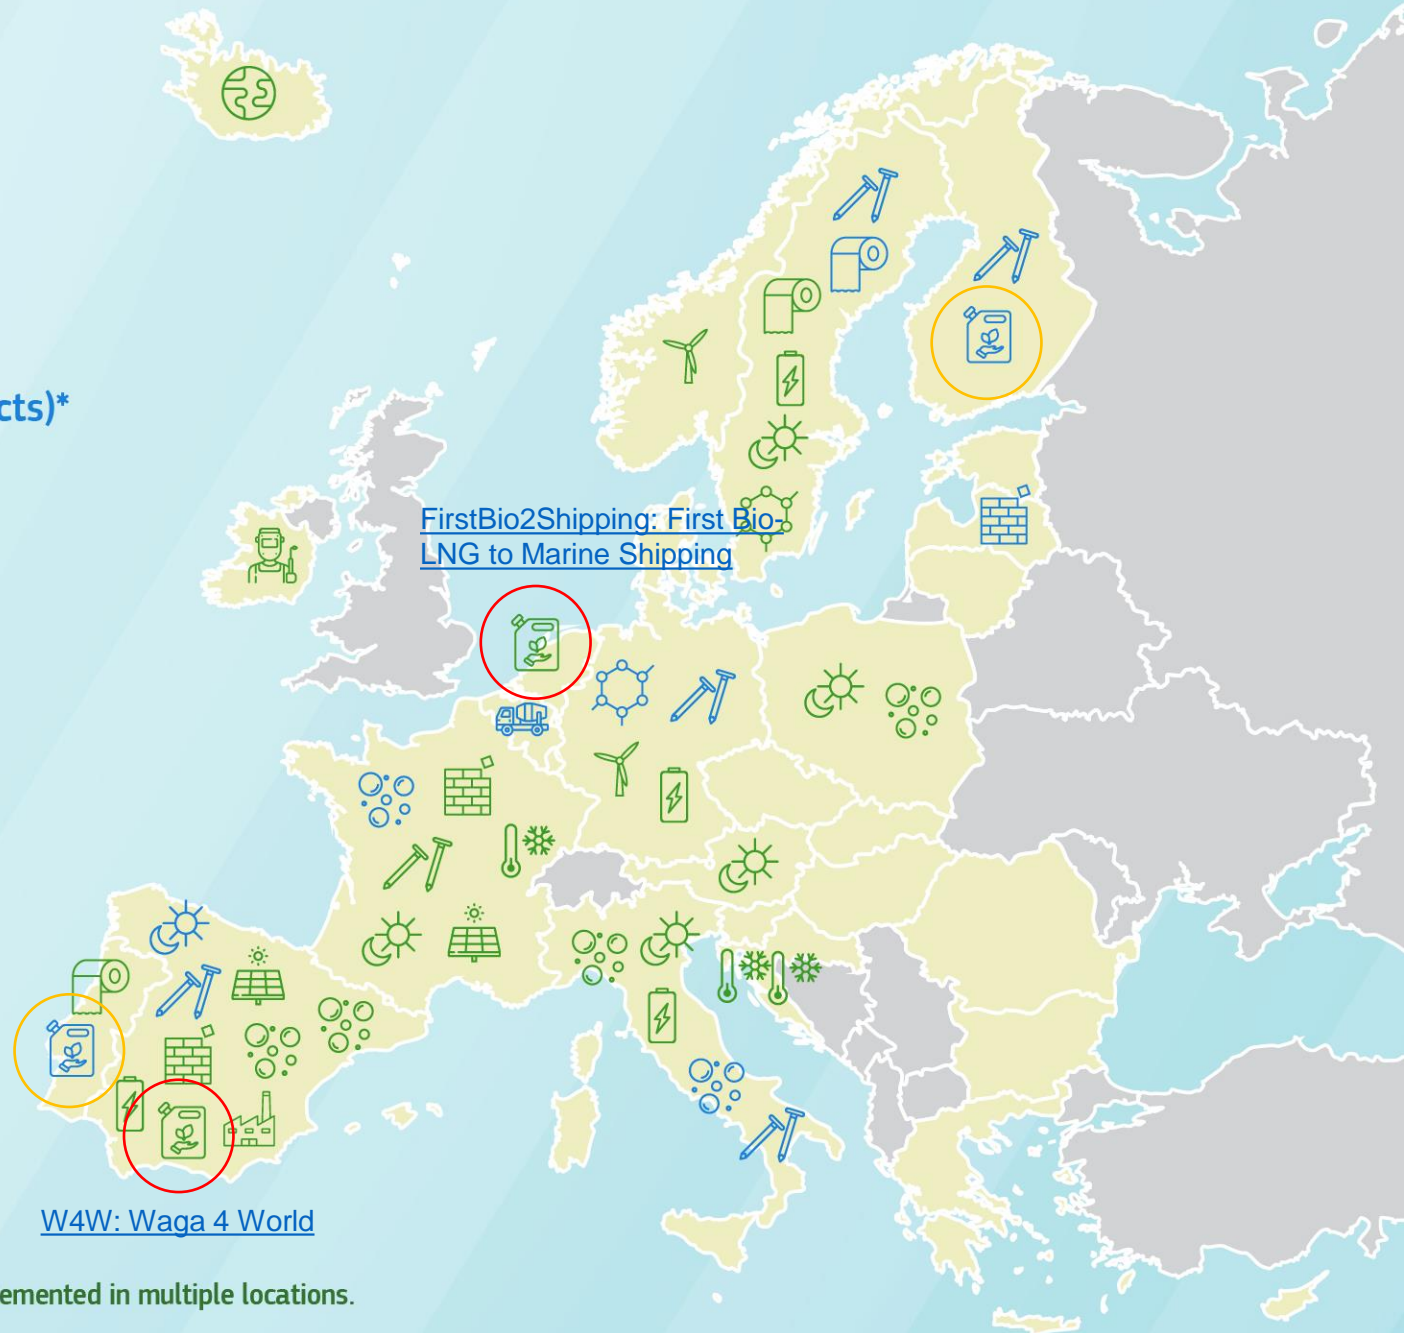 cts)*
FirstBio2Shipping: First Bio-
LNG to Marine Shipping
W4W: Waga 4 World
emented in multiple locations.